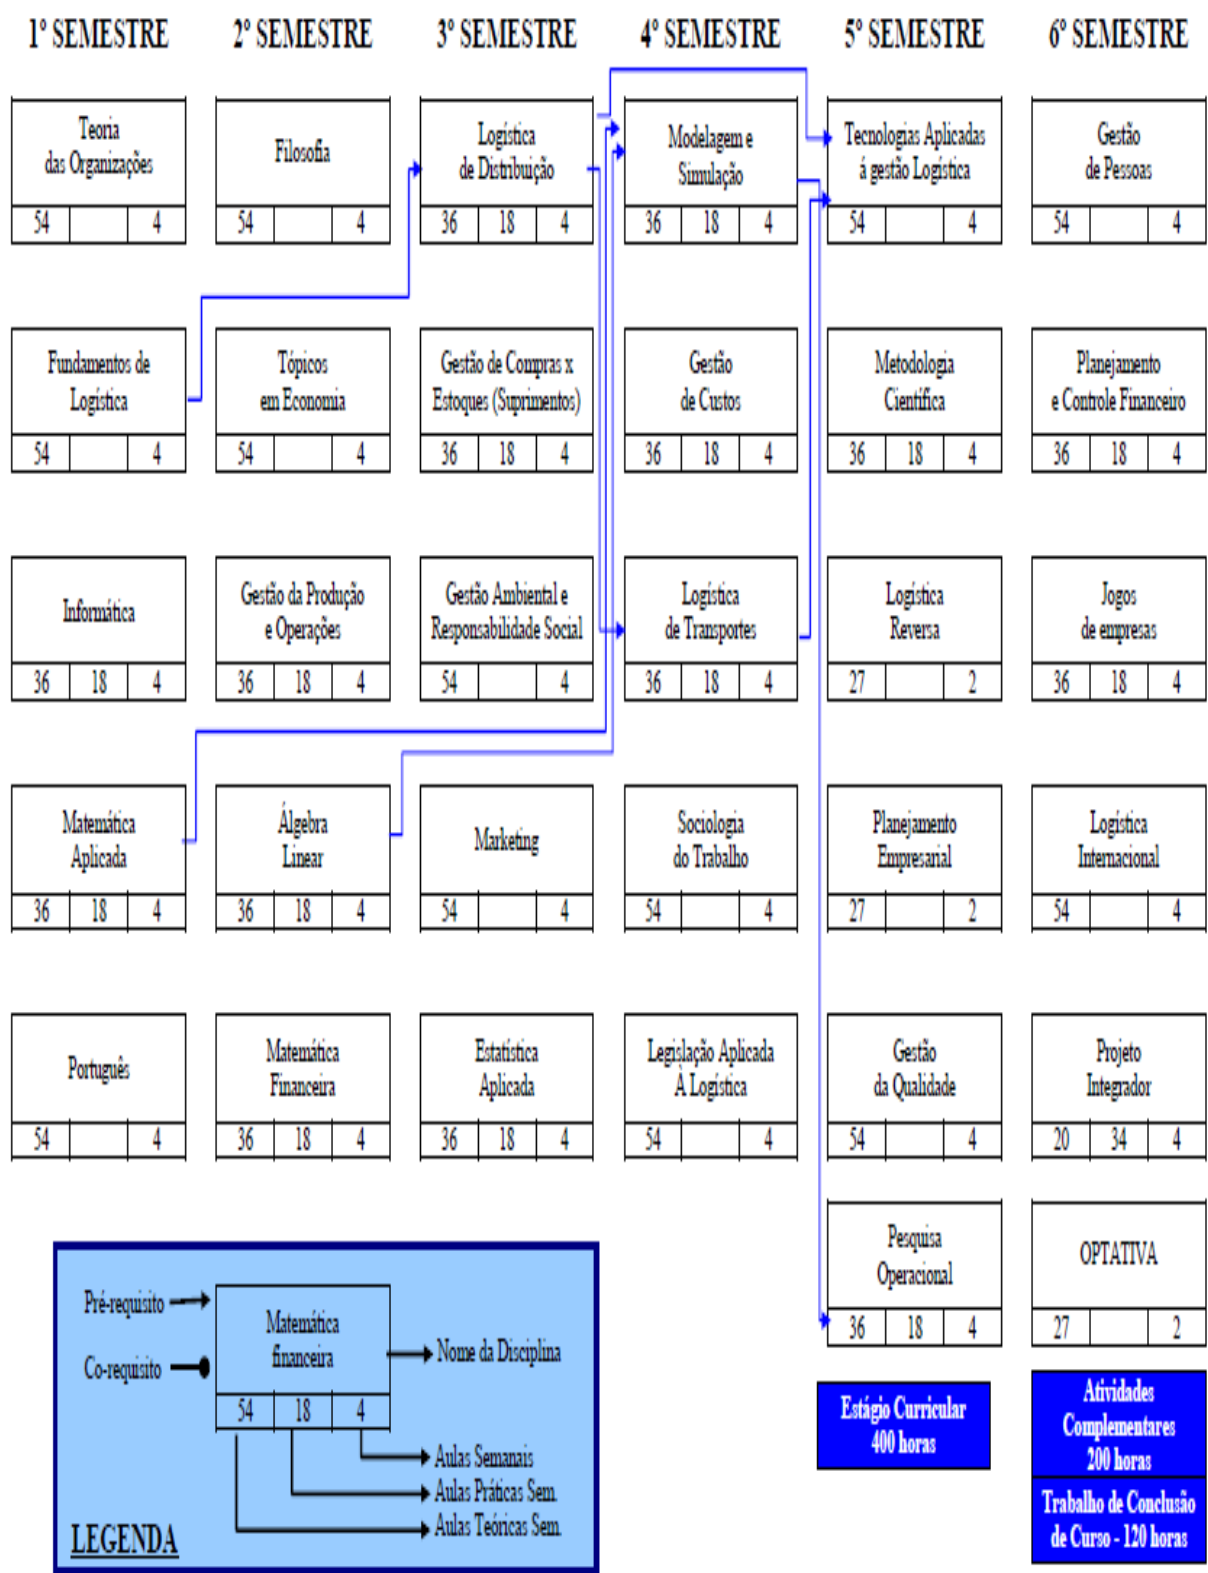 1º SEMESTRE 2º SEMESTRE 3º SEMESTRE 4º SEMESTRE 5º SEMESTRE 6º SEMESTRE
Teoria
das Organizações
54 4
Filosofia
54 4
Logística
de Distribuição
36 18 4
Modelagem e
Simulação
36 18 4
Tecnologias Aplicadas
á gestão Logística
54 4
Gestão
de Pessoas
54 4
Fundamentos de
Logística
54 4
Tópicos
em Economia
54 4
Gestão de Compras x
Estoques (Suprimentos)
36 18 4
Gestão
de Custos
36 18 4
Metodologia
Científica
36 18 4
Planejamento
e Controle Financeiro
36 18 4
Informática
36 18 4
Gestão da Produção
e Operações
36 18 4
Gestão Ambiental e
Responsabilidade Social
54 4
Logística
de Transportes
36 18 4
Logística
Reversa
27 2
Jogos
de empresas
36 18 4
Matemática
Aplicada
36 18 4
Álgebra
Linear
36 18 4
Marketing
54 4
Sociologia
do Trabalho
54 4
Planejamento
Empresarial
27 2
Logística
Internacional
54 4
Português
54 4
Matemática
Financeira
36 18 4
Estatística
Aplicada
36 18 4
Legislação Aplicada
À Logística
54 4
Gestão
da Qualidade
54 4
Projeto
Integrador
20 34 4
Pesquisa
Operacional
36 18 4
OPTATIVA
27 2
Estágio Curricular
400 horas
Atividades
Complementares
200 horas
Trabalho de Conclusão
de Curso - 120 horas
Pré-requisito
Co-requisito
Matemática
financeira
54 18 4
Nome da Disciplina
Aulas Semanais
Aulas Práticas Sem.
Aulas Teóricas Sem.
LEGENDA